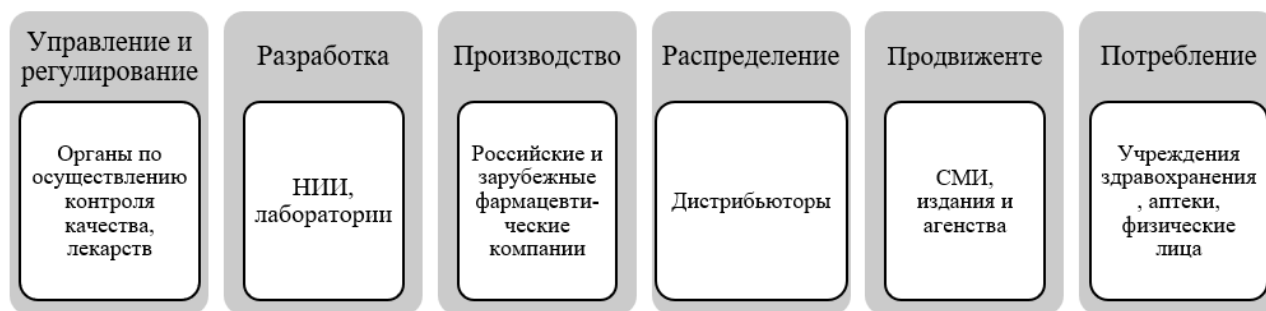 Управление и
регулирование
Органы по
осуществлению
контроля
качества,
лекарств
Разработка
НИИ,
лаборатории
Производство
Российские и
зарубежные
фармацевти-
ческие
компании
Распределение
Дистрибьюторы
Продвиженте
СМИ,
издания и
агенства
Потребление
Учреждения
здравохранения
, аптеки,
физические
лица